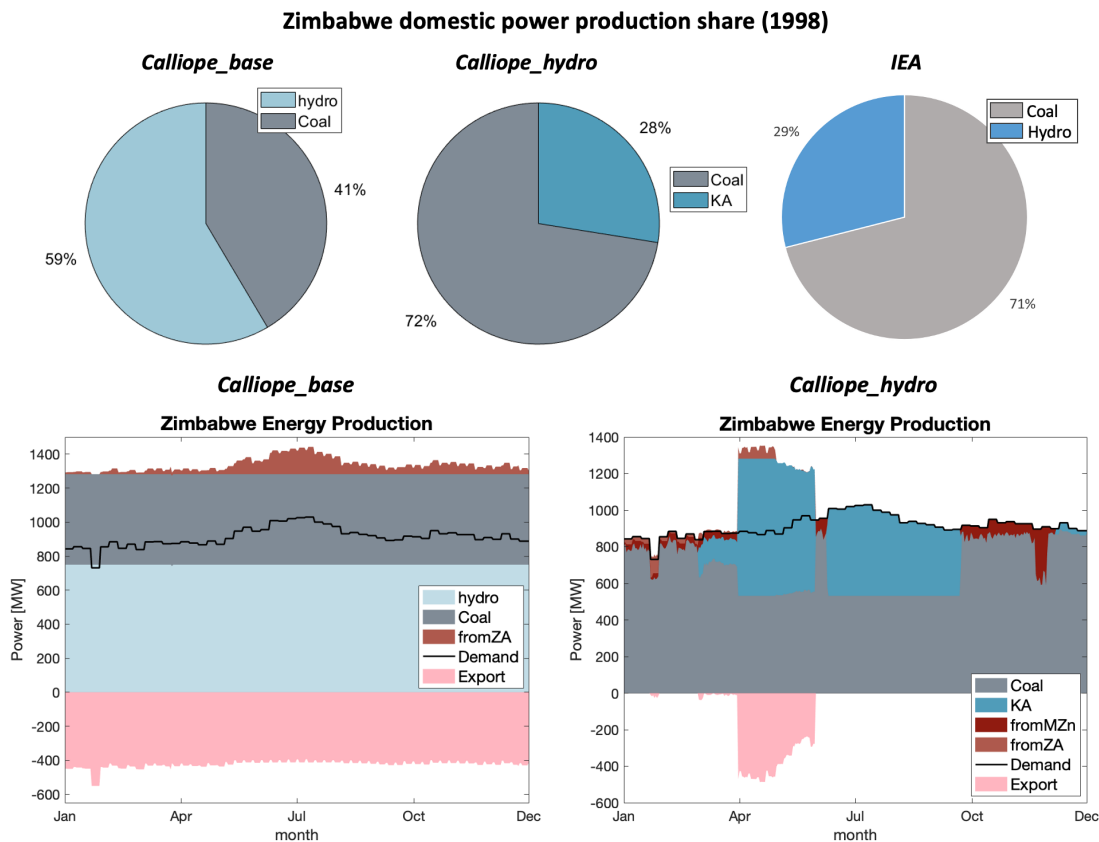 Zimbabwe domestic power production share (1998)
Calliope_base
Calliope_hydro
IEA
hydro
Coal
41%
59%
28%
Coal
KA
72%
Coal
Hydro
29%
71%
Calliope_base
Calliope_hydro
Zimbabwe Energy Production
1400
1200
1000
800
600
400
200
0
-200
-400
-600
Power [MW]
hydro
Coal
fromZA
Demand
Export
Jan
Apr
Jul
Oct
Dec
month
Zimbabwe Energy Production
1400
1200
1000
800
600
400
200
0
-200
-400
-600
Power [MW]
Coal
KA
fromMZn
fromZA
Demand
Export
Jan
Apr
Jul
Oct
Dec
month